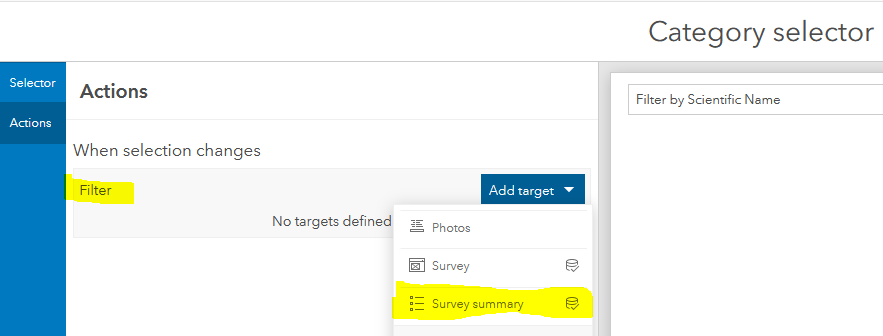 Category selector
Selector
Actions
Actions
Filter by Scientific Name
When selection changes
Filter
Add target
No targets defined
Photos
Survey
Survey summary